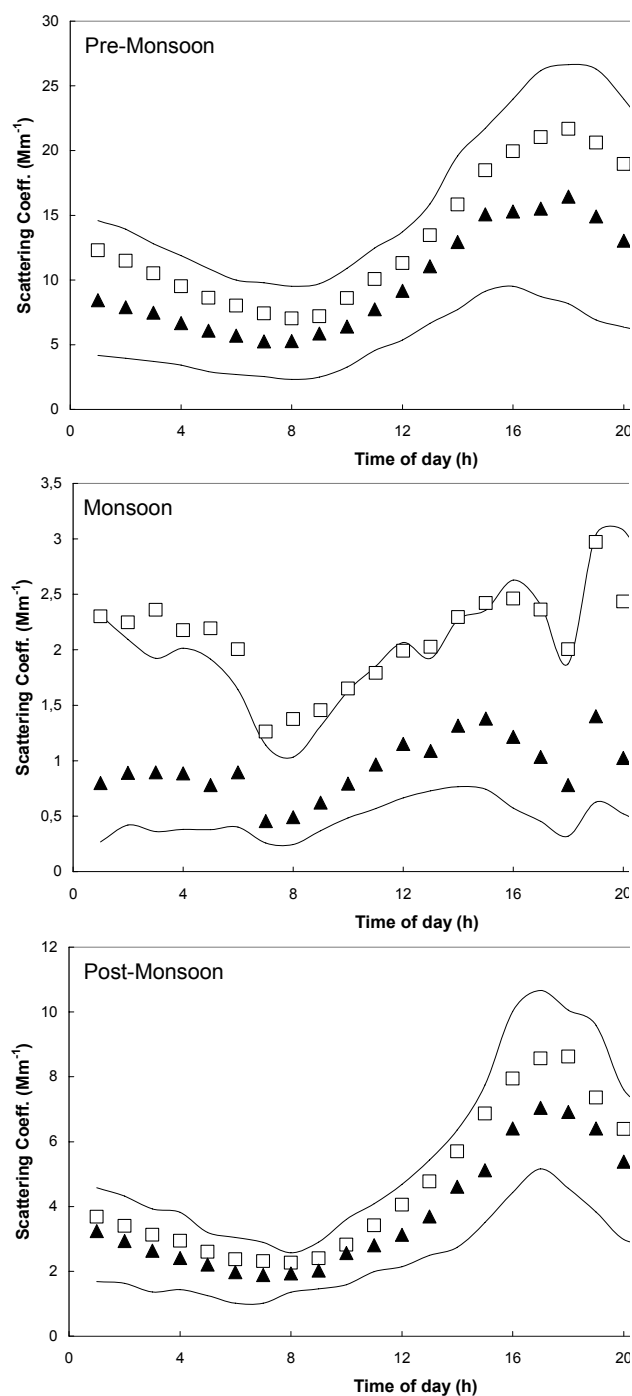 30
Pre-Monsoon
25
20
15
10
5
0
Scattering Coeff. (Mm-1)
0 4 8 12 16 20
Time of day (h)
3,5
Monsoon
3
2,5
2
1,5
1
0,5
0
Scattering Coeff. (Mm-1)
0 4 8 12 16 20
Time of day (h)
12
Post-Monsoon
10
8
6
4
2
0
Scattering Coeff. (Mm-1)
0 4 8 12 16 20
Time of day (h)